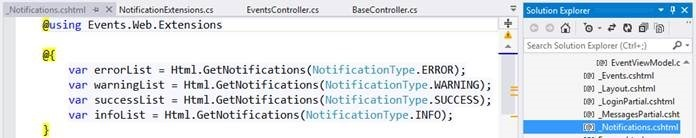 _Notifications.cshtml
NotificationExtensions.cs
EventsController.cs
BaseController.cs
@using Events.Web.Extensions
@{
var errorList = Html.GetNotifications(NotificationType.ERROR);
var warningList = Html.GetNotifications(NotificationType.WARNING);
var successList = Html.GetNotifications(NotificationType.SUCCESS);
var infoList = Html.GetNotifications(NotificationType.INFO);
}
Solution Explorer
Search Solution Explorer (Ctrl+;)
EventViewModel.c
_Events.cshtml
_Layout.cshtml
_LoginPartial.cshtml
_MessagesPartial.csht
_Notifications.cshtml